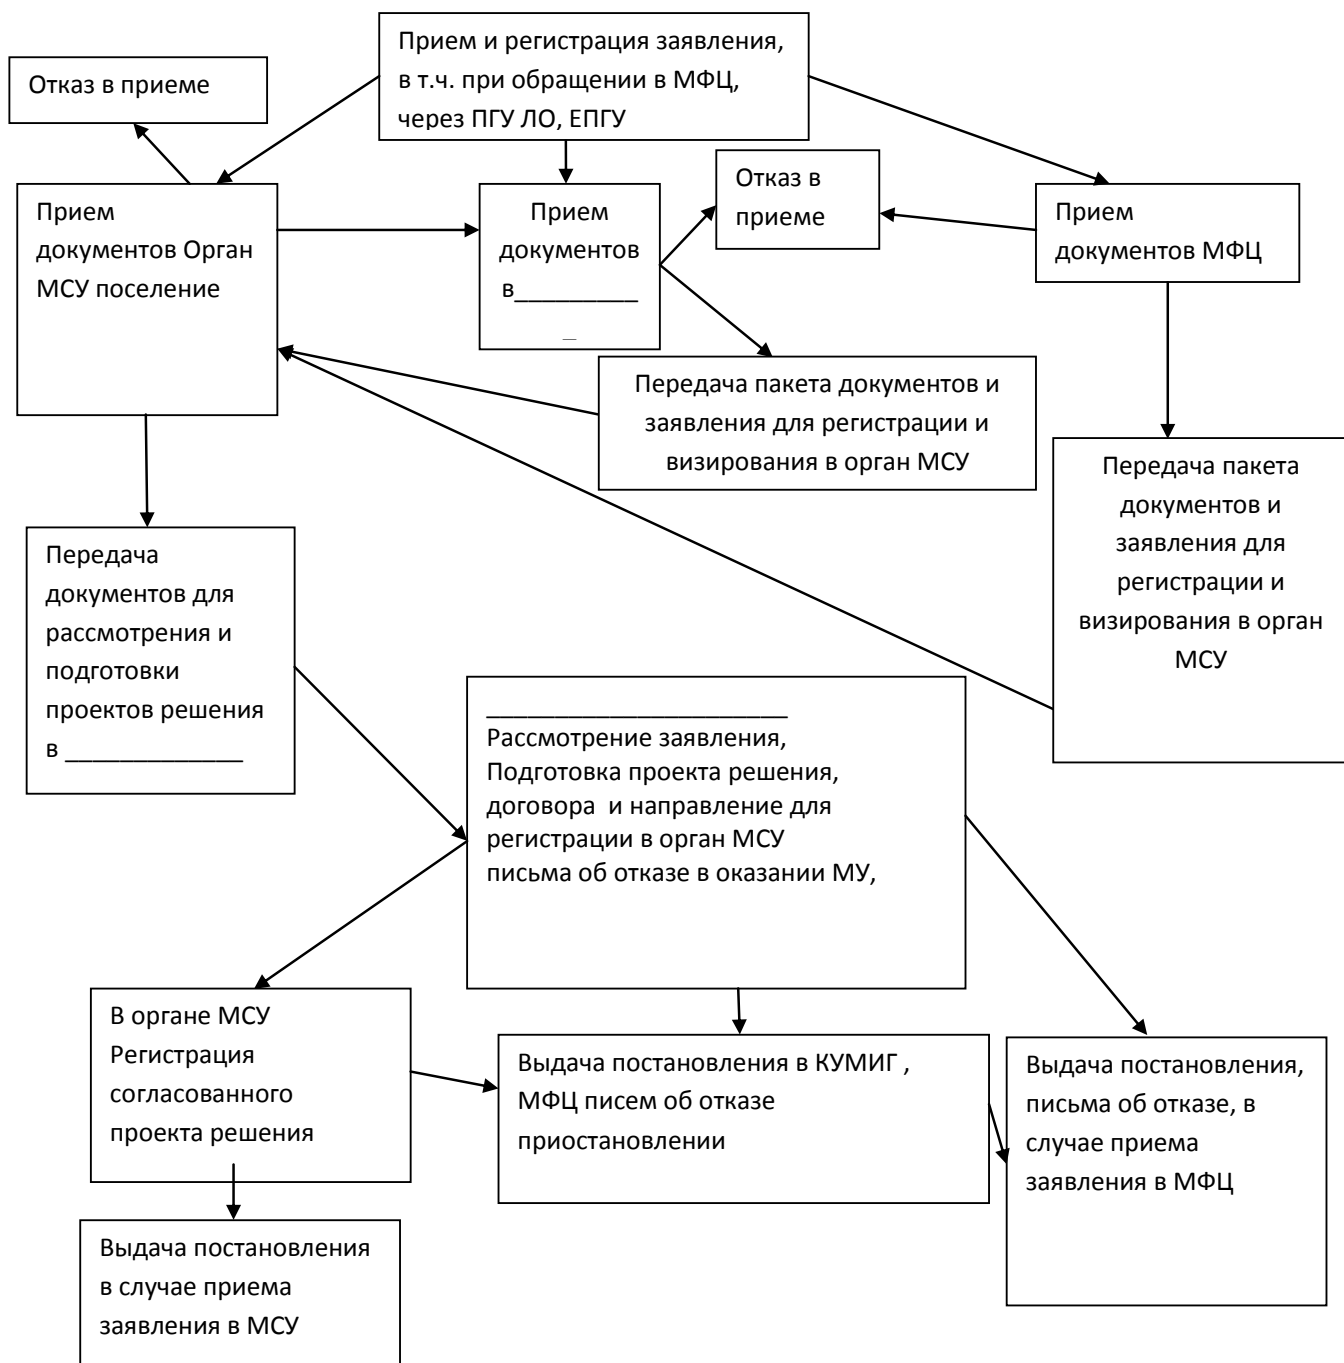 Прием и регистрация заявления,
в т.ч. при обращении в МФЦ,
через ПГУ ЛО, ЕПГУ
Отказ в приеме
Прием
документов Орган
МСУ поселение
Прием
документов
в__________
_
Отказ в
приеме
Прием
документов МФЦ
Передача пакета документов и
заявления для регистрации и
визирования в орган МСУ
Передача пакета
документов и
заявления для
регистрации и
визирования в орган
МСУ
Передача
документов для
рассмотрения и
подготовки
проектов решения
в _____________
______________________
Рассмотрение заявления,
Подготовка проекта решения,
договора  и направление для
регистрации в орган МСУ
письма об отказе в оказании МУ,
В органе МСУ
Регистрация
согласованного
проекта решения
Выдача постановления в КУМИГ ,
МФЦ писем об отказе
приостановлении
Выдача постановления,
письма об отказе, в
случае приема
заявления в МФЦ
Выдача постановления
в случае приема
заявления в МСУ